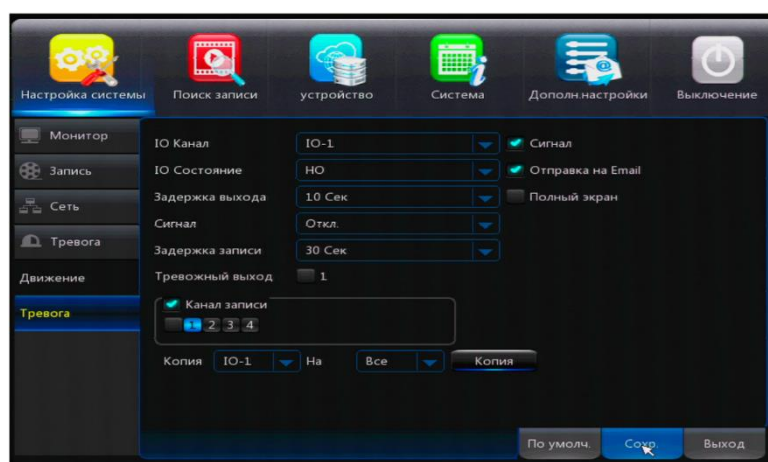 Настройка системы Поиск записи устройство Система Дополн.настройки Выключение
Монитор
Запись
Сеть
Тревога
Движение
Тревога
IO Канал IO-1 Сигнал
IO Состояние НО Отправка на Email
Задержка выхода 10 Сек Полный экран
Сигнал Откл.
Задержка записи 30 Сек
Тревожный выход 1
Канал записи
1 2 3 4
Копия IO-1 На Все Копия
По умолч. Сохр. Выход